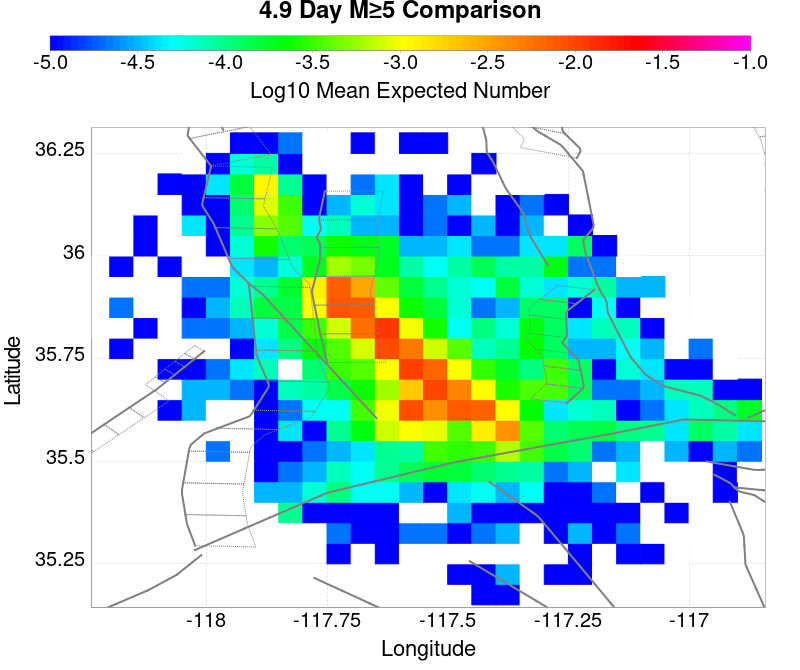 4.9 Day M≥5 Comparison
-5.0 -4.5 -4.0 -3.5 -3.0 -2.5 -2.0 -1.5 -1.0
Log10 Mean Expected Number
36.25
36
35.75
35.5
35.25
Latitude
-118 -117.75 -117.5 -117.25 -117
Longitude